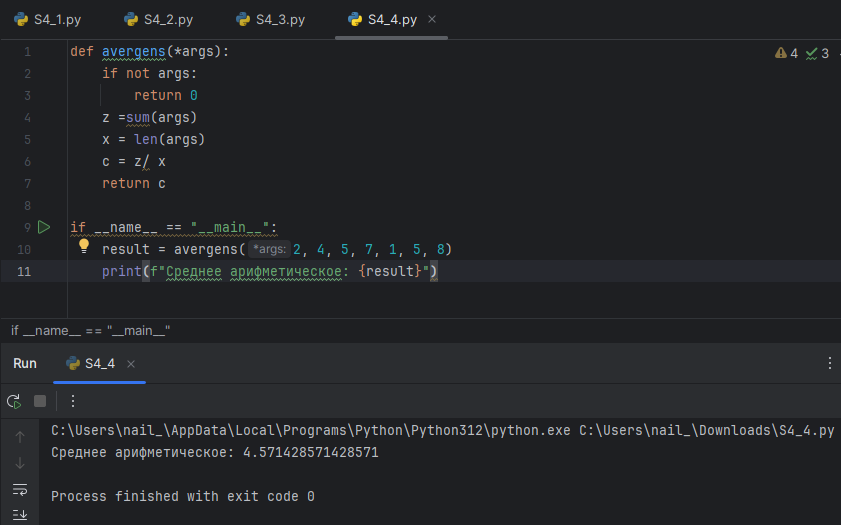 S4_1.py S4_2.py S4_3.py S4_4.py
4 3
1 def avergens(*args):
2 if not args:
3 return 0
4 z =sum(args)
5 x = len(args)
6 c = z/ x
7 return c
8
9 if __name__ == "__main__":
10 result = avergens( *args: 2, 4, 5, 7, 1, 5, 8)
11 print(f"Среднее арифметическое: {result}")
if __name__ == "__main__"
Run S4_4
C:\Users\nail_\AppData\Local\Programs\Python\Python312\python.exe C:\Users\nail_\Downloads\S4_4.py
Среднее арифметическое: 4.571428571428571
Process finished with exit code 0